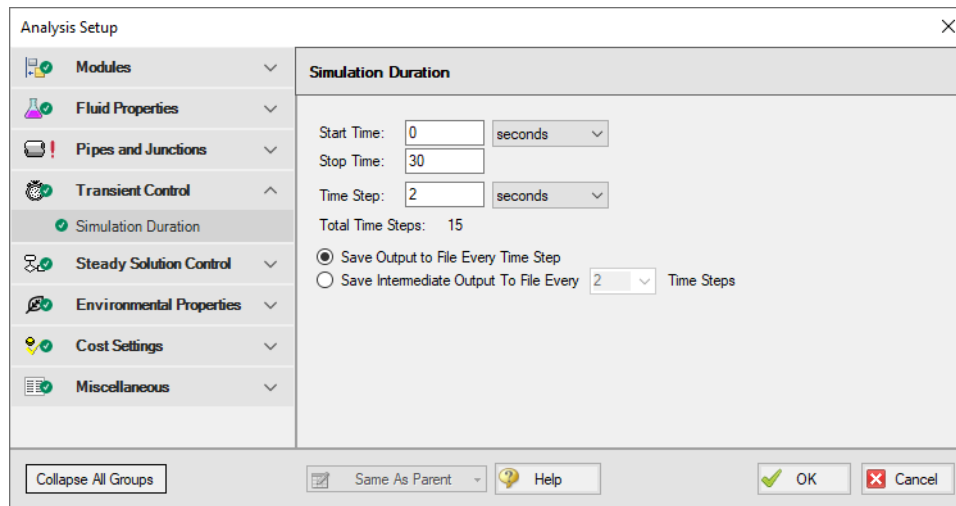 Analysis Setup
Modules
Fluid Properties
Pipes and Junctions
Transient Control
Simulation Duration
Steady Solution Control
Environmental Properties
Cost Settings
Miscellaneous
Simulation Duration
Start Time: 0 seconds
Stop Time: 30
Time Step: 2 seconds
Total Time Steps: 15
Save Output to File Every Time Step
Save Intermediate Output To File Every 2 Time Steps
Collapse All Groups Same As Parent Help OK Cancel